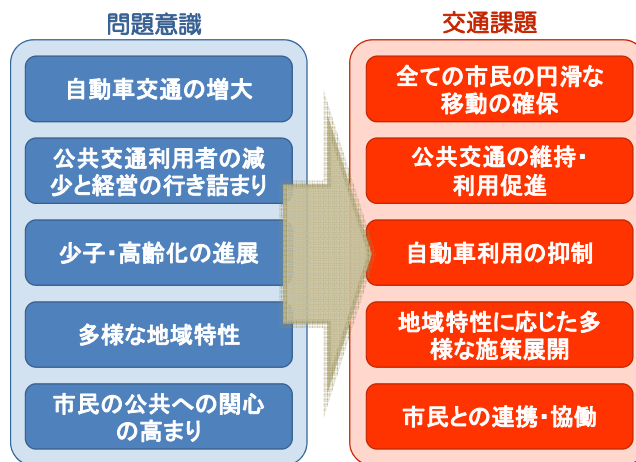 問題意識
自動車交通の増大
公共交通利用者の減
少と経営の行き詰まり
少子・高齢化の進展
多様な地域特性
市民の公共への関心
の高まり
交通課題
全ての市民の円滑な
移動の確保
公共交通の維持・
利用促進
自動車利用の抑制
地域特性に応じた多
様な施策展開
市民との連携・協働